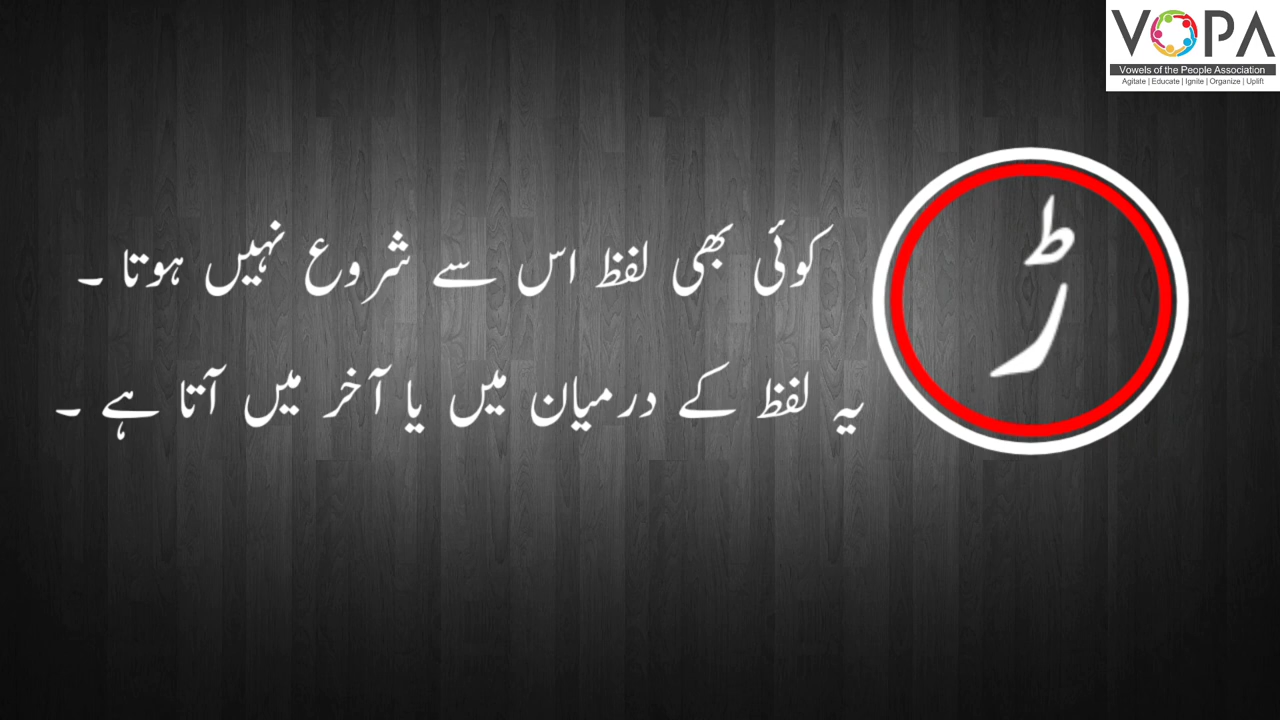 VOPA
Vowels of the People Association
Agitate | Educate | Ignite | Organize | Uplift
ڑ
کوئی بھی لفظ اس سے شروع نہیں ہوتا ۔
یہ لفظ کے درمیان میں یا آخر میں آتا ہے ۔